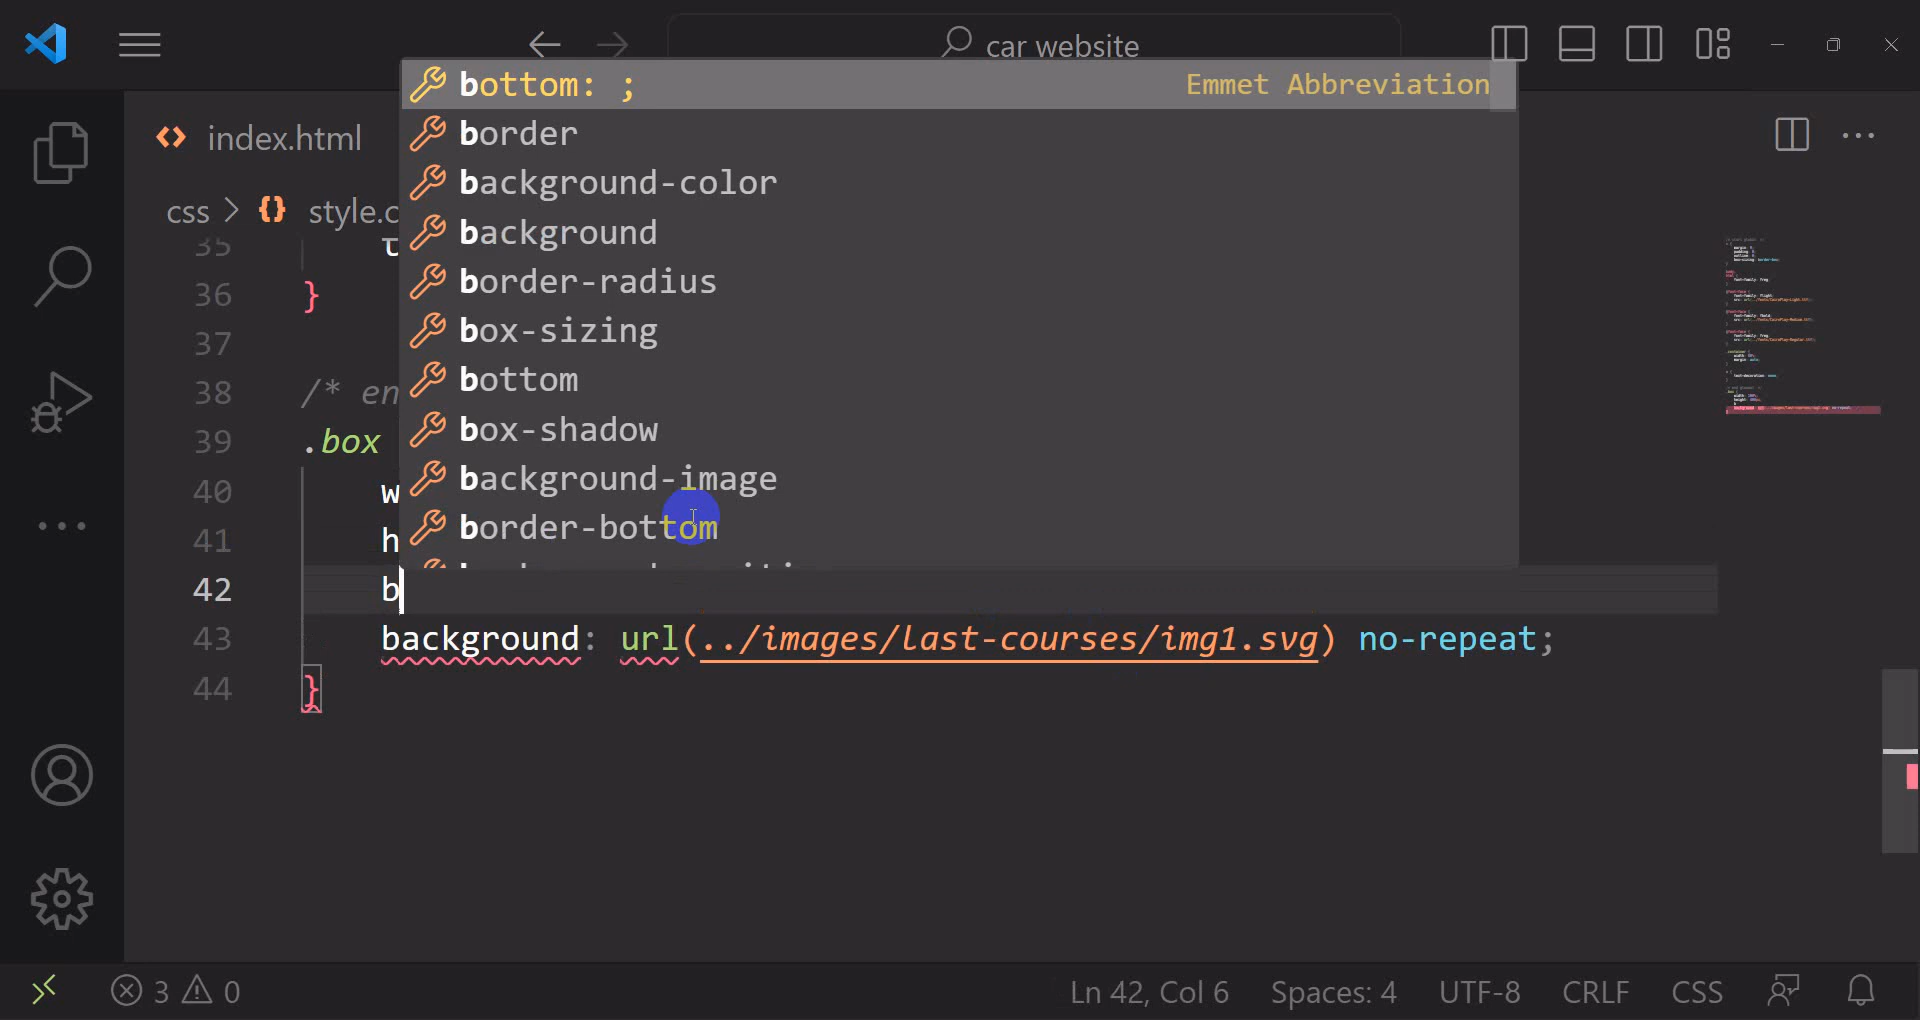 car website
bottom: ; Emmet Abbreviation
border
index.html
background-color
css > {} style.c
background
35
border-radius
36 }
box-sizing
37
bottom
38 /* en
box-shadow
39 .box
background-image
40 w
border-bottom
41 h
42 b
43 background: url(../images/last-courses/img1.svg) no-repeat;
44 }
3 0 Ln 42, Col 6 Spaces: 4 UTF-8 CRLF CSS